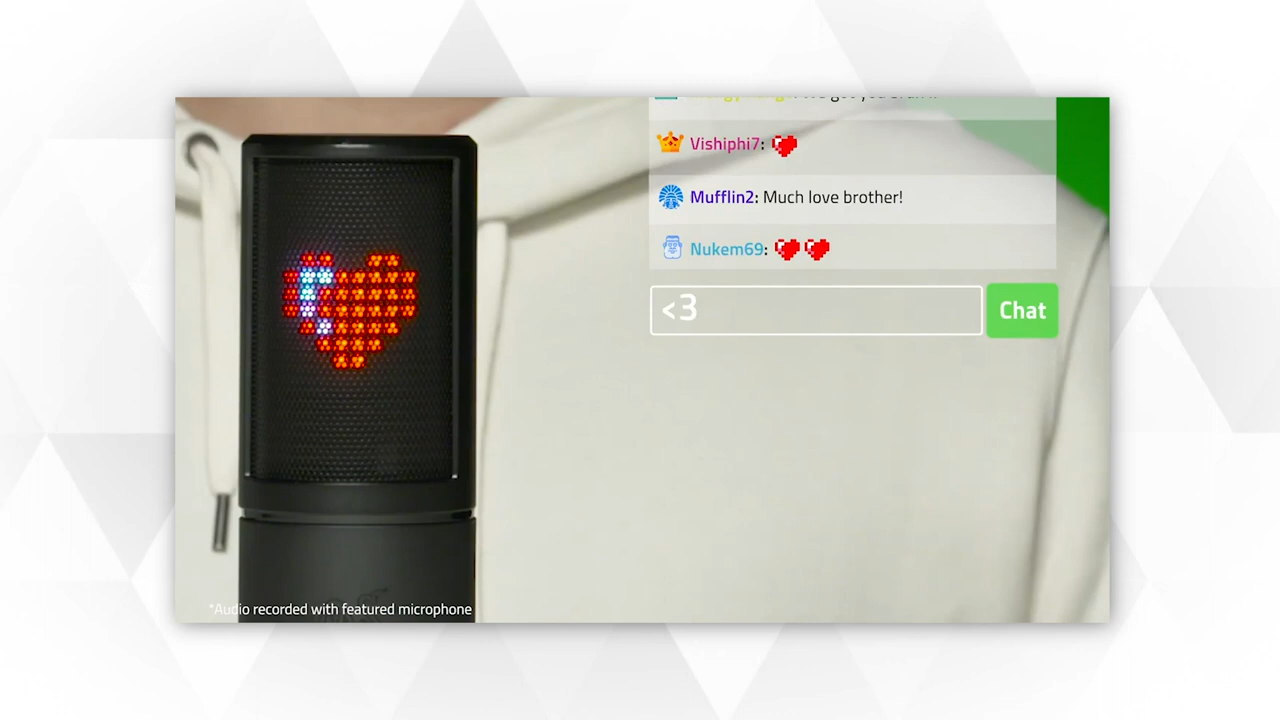 Vishiphi7:
Mufflin2: Much love brother!
Nukem69:
<3
Chat
*Audio recorded with featured microphone